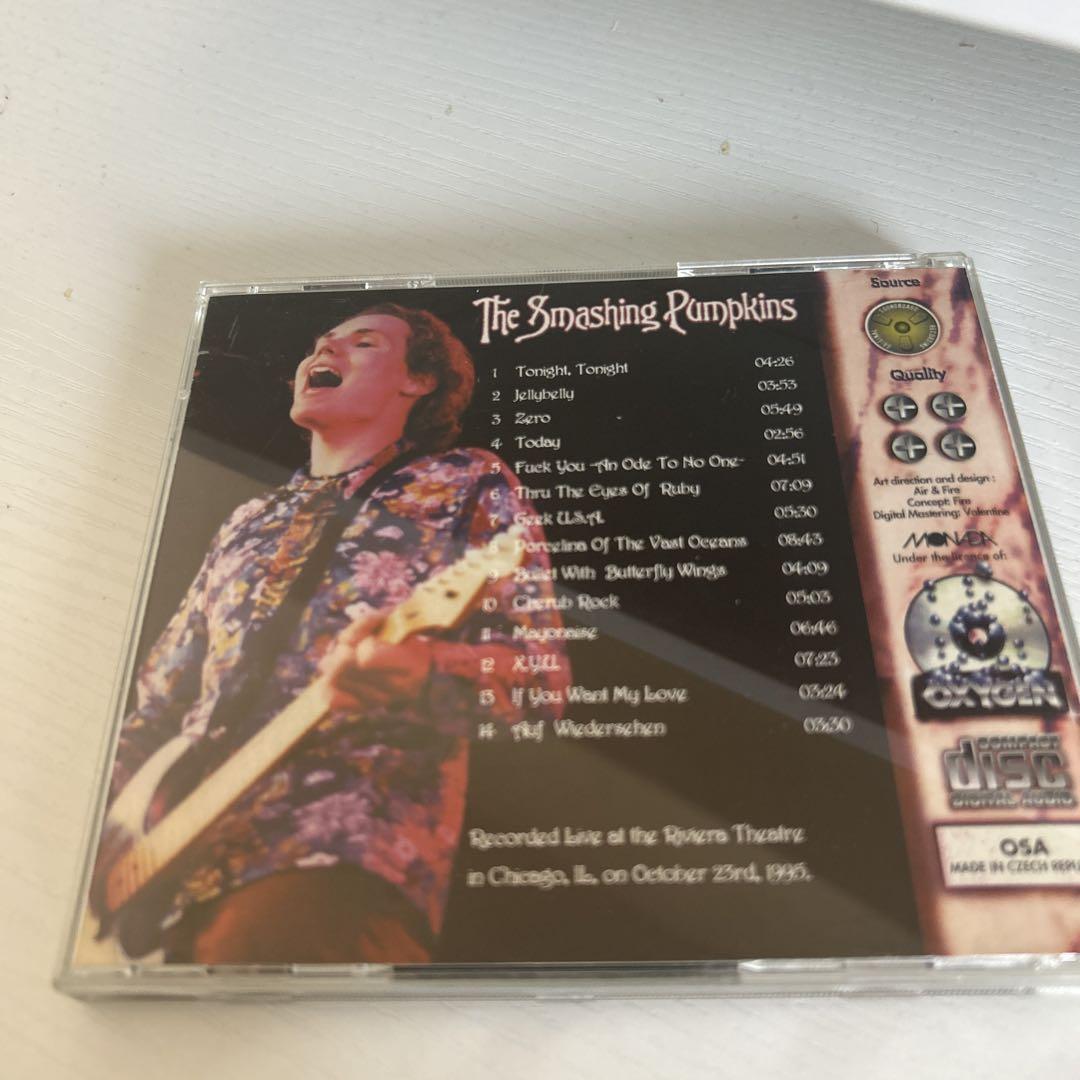 The Smashing Pumpkins
1 Tonight, Tonight 04:26
2 Jellybelly 03:53
3 Zero 05:49
4 Today 02:56
5 Fuck You -An Ode To No One- 04:51
6 Thru The Eyes Of Ruby 07:09
7 Geek U.S.A. 05:30
8 Porcelina Of The Vast Oceans 08:43
9 Bullet With Butterfly Wings 04:09
10 Cherub Rock 05:03
11 Mayonaise 06:46
12 X.Y.U. 07:23
13 If You Want My Love 03:24
14 Auf Wiedersehen 03:30
Recorded Live at the Riviera Theatre
in Chicago, IL, on October 23rd, 1995.
Source
SOUNDBOARD
Quality
Art direction and design :
Air & Fire
Concept: Fire
Digital Mastering: Valentine
MONADA
Under the licence of:
OXYGEN
COMPACT
disc
DIGITAL AUDIO
OSA
MADE IN CZECH REPU